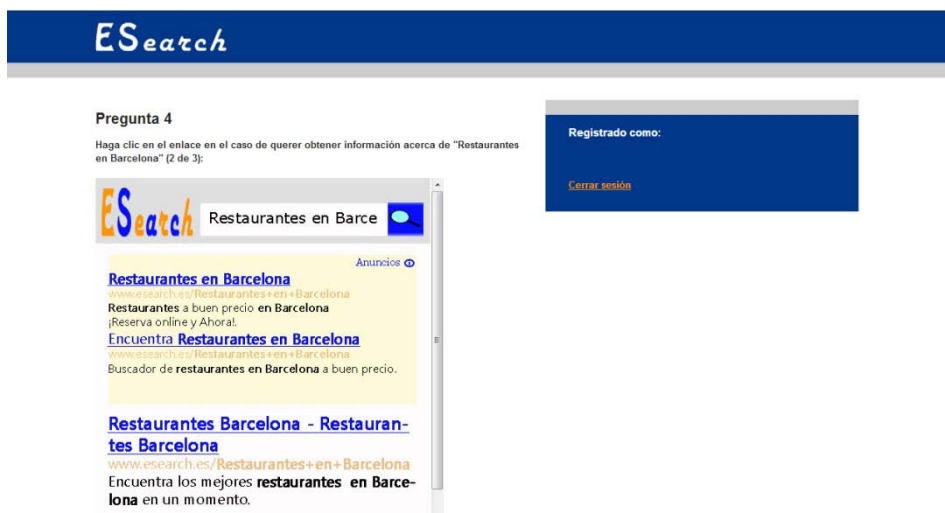 ESearch
Pregunta 4
Haga clic en el enlace en el caso de querer obtener información acerca de "Restaurantes
en Barcelona" (2 de 3):
Registrado como:
Cerrar sesión
ESearch
Restaurantes en Barce
Anuncios
Restaurantes en Barcelona
www.esearch.es/Restaurantes+en+Barcelona
Restaurantes a buen precio en Barcelona
¡Reserva online y Ahora!.
Encuentra Restaurantes en Barcelona
www.esearch.es/Restaurantes+en+Barcelona
Buscador de restaurantes en Barcelona a buen precio.
Restaurantes Barcelona - Restauran-
tes Barcelona
www.esearch.es/Restaurantes+en+Barcelona
Encuentra los mejores restaurantes en Barce-
lona en un momento.